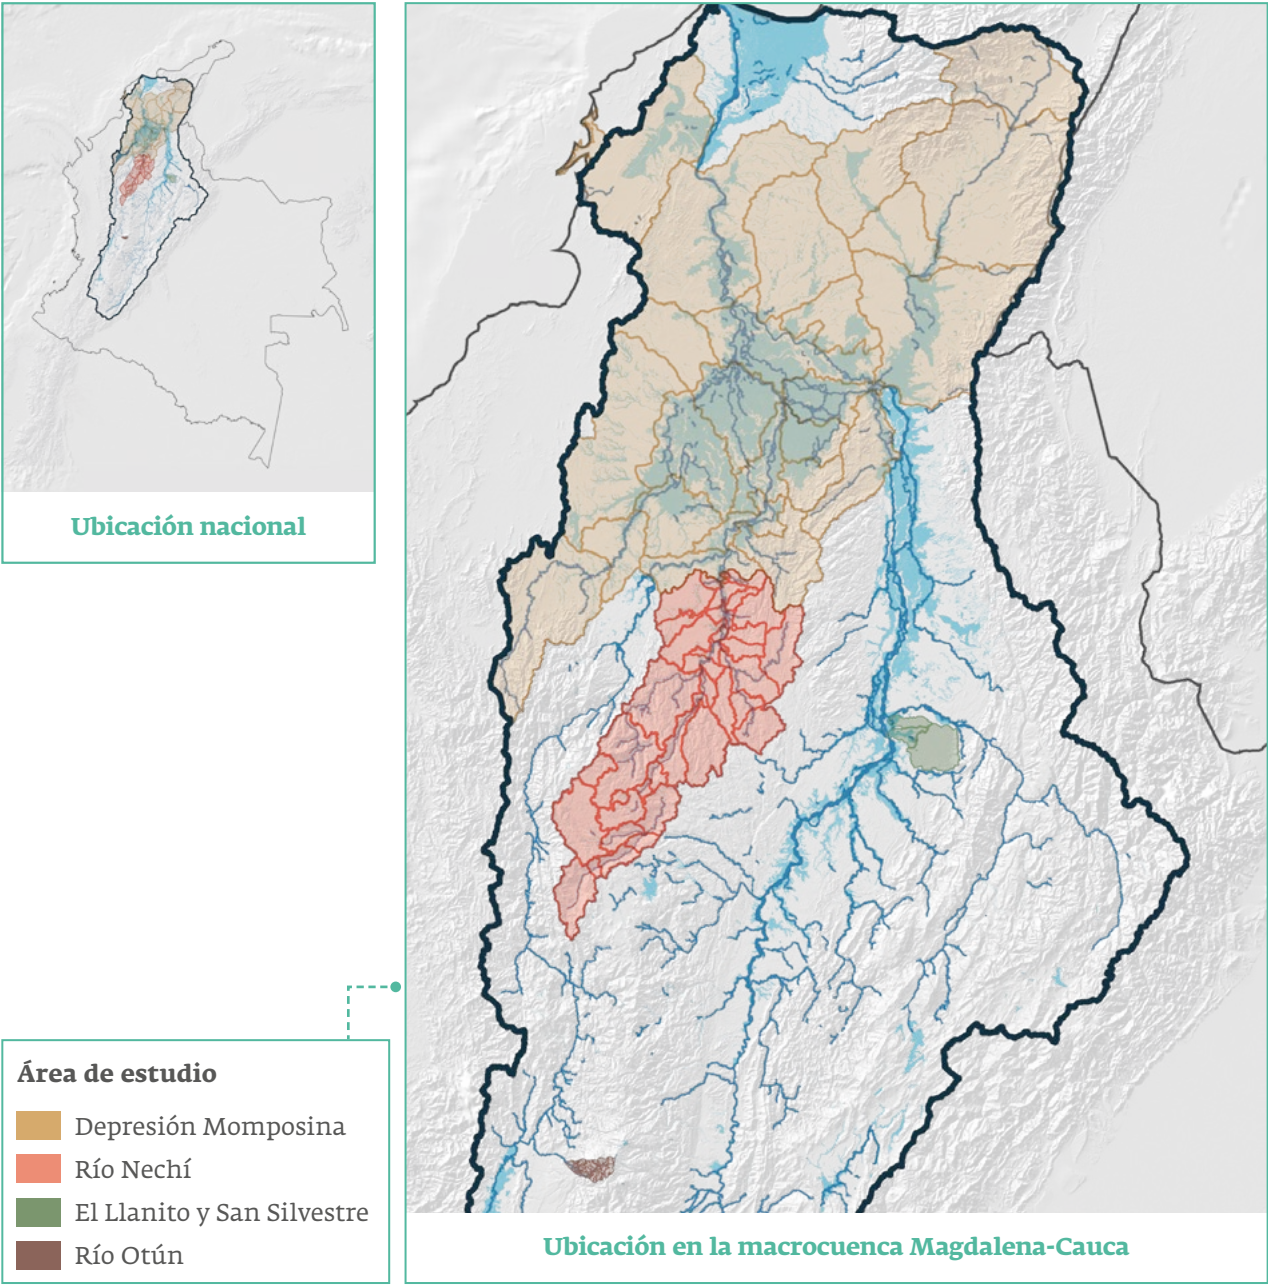 Ubicación nacional
Área de estudio
Depresión Momposina
Río Nechí
El Llanito y San Silvestre
Río Otún
Ubicación en la macrocuenca Magdalena-Cauca